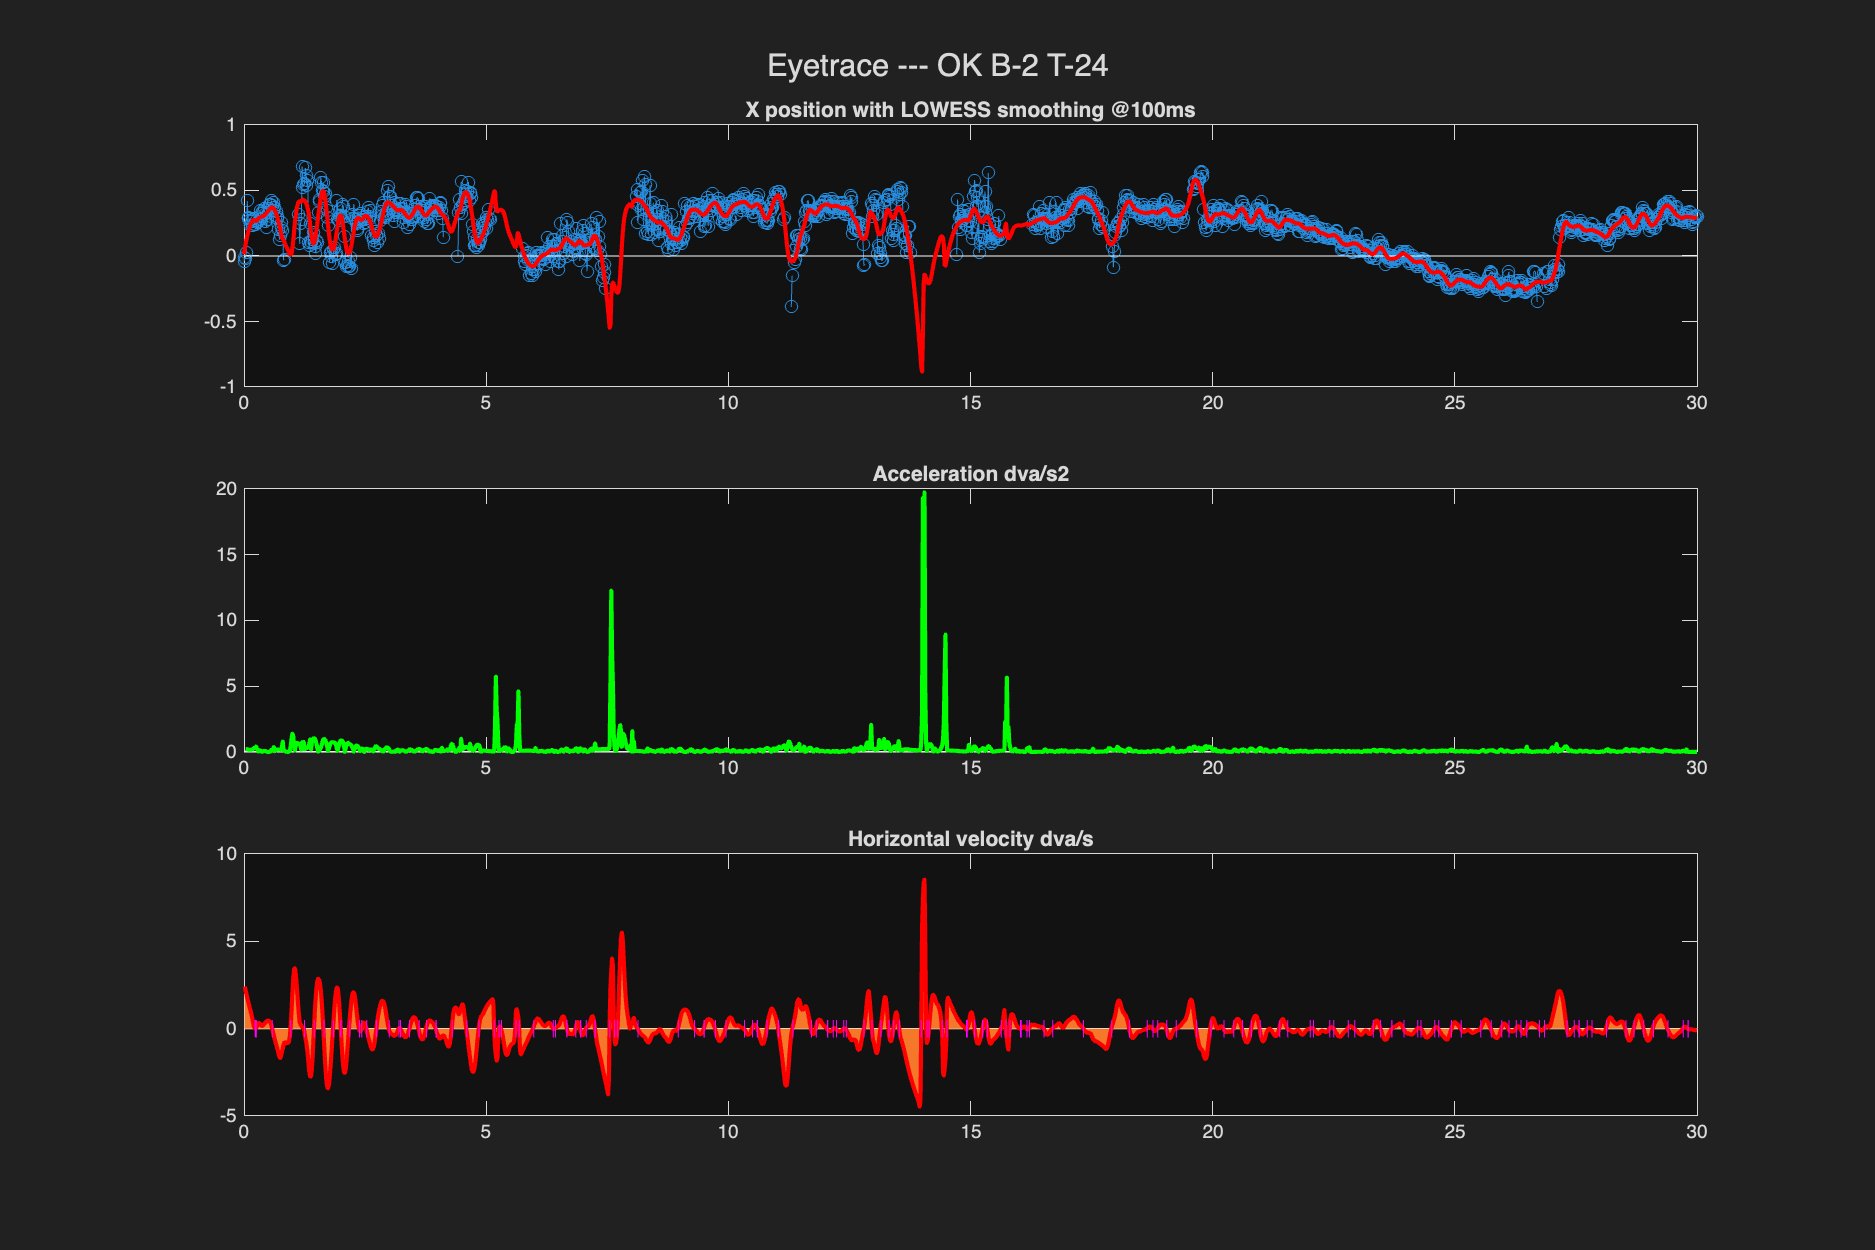 Eyetrace --- OK B-2 T-24
X position with LOWESS smoothing @100ms
1
0.5
0
-0.5
-1
0 5 10 15 20 25 30
Acceleration dva/s2
20
15
10
5
0
0 5 10 15 20 25 30
Horizontal velocity dva/s
10
5
0
-5
0 5 10 15 20 25 30